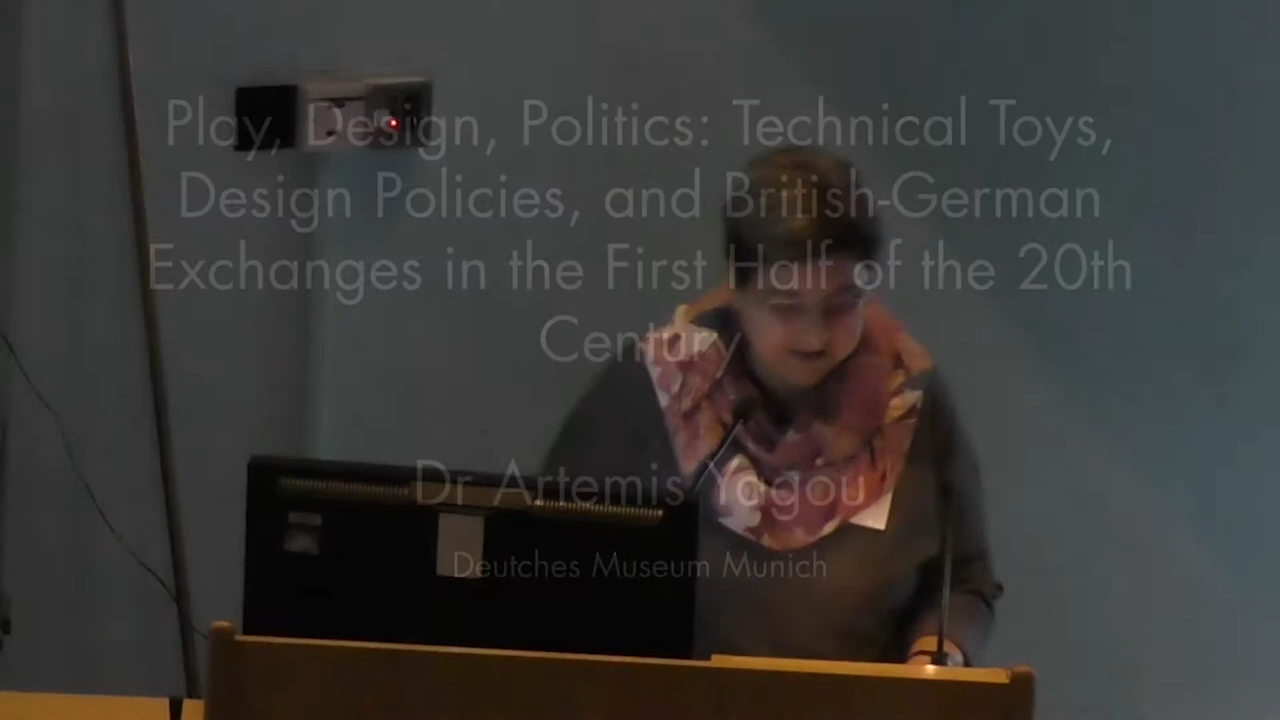 Play, Design, Politics: Technical Toys,
Design Policies, and British-German
Exchanges in the First Half of the 20th
Century
Dr Artemis Yagou
Deutches Museum Munich